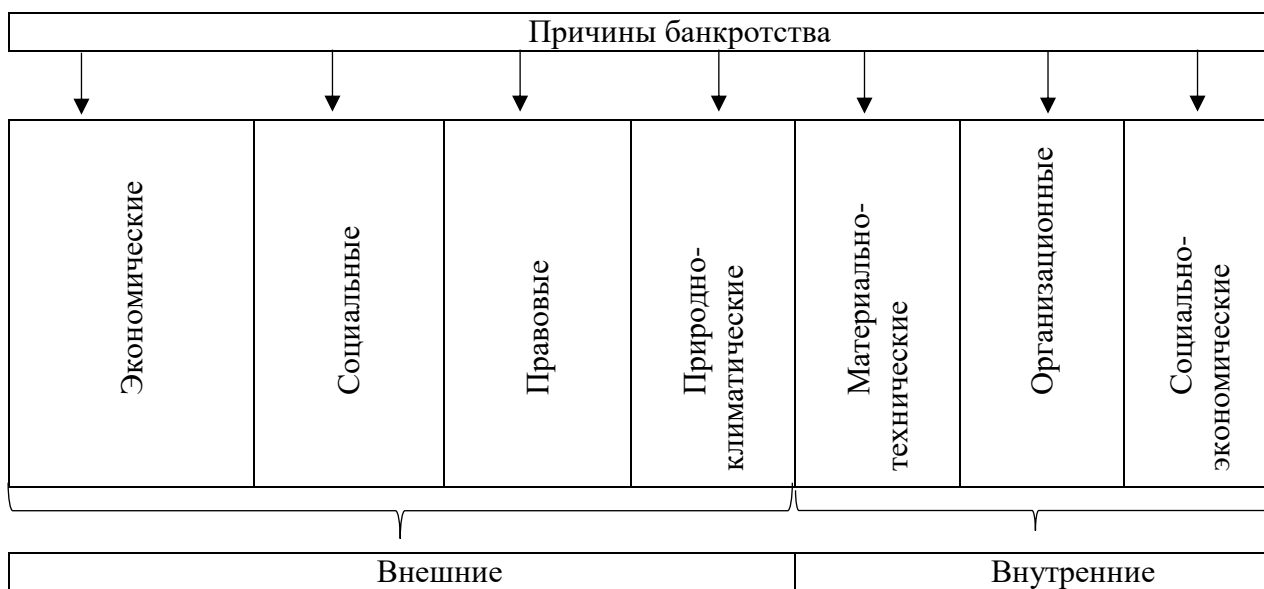 Причины банкротства
Экономические
Социальные
Правовые
Природно-
климатические
Материально-
технические
Организационные
Социально-
экономические
Внешние
Внутренние